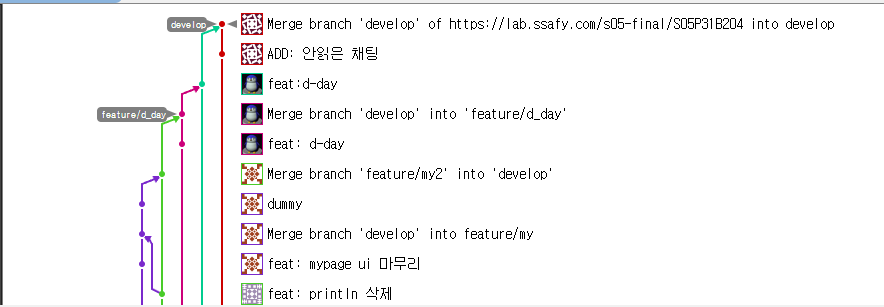 develop Merge branch 'develop' of https://lab.ssafy.com/s05-final/S05P31B204 into develop
ADD: 안읽은 채팅
feat:d-day
feature/d_day Merge branch 'develop' into 'feature/d_day'
feat: d-day
Merge branch 'feature/my2' into 'develop'
dummy
Merge branch 'develop' into feature/my
feat: mypage ui 마무리
feat: println 삭제